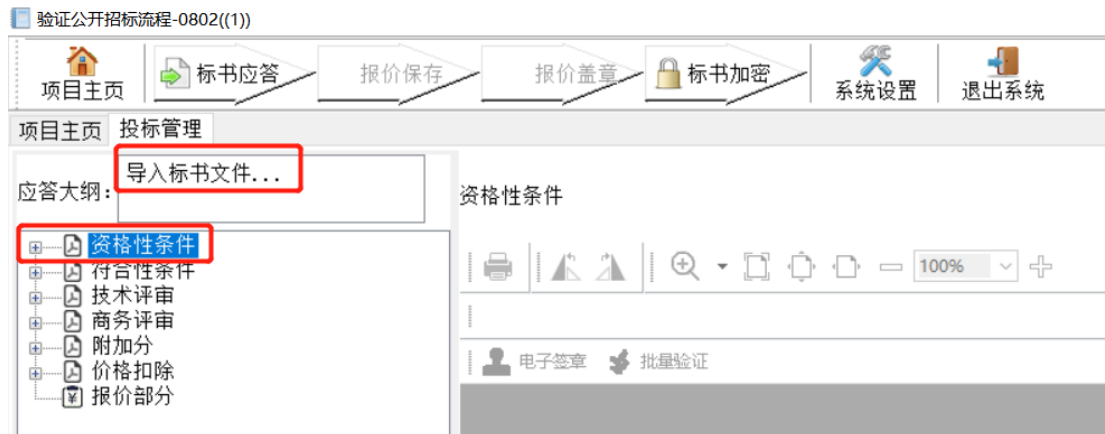 验证公开招标流程-0802((1))
项目主页 标书应答 报价保存 报价盖章 标书加密 系统设置 退出系统
项目主页 投标管理
导入标书文件...
应答大纲：
资格性条件
资格性条件
符合性条件
技术评审
商务评审
附加分
价格扣除
报价部分
100%
电子签章 批量验证